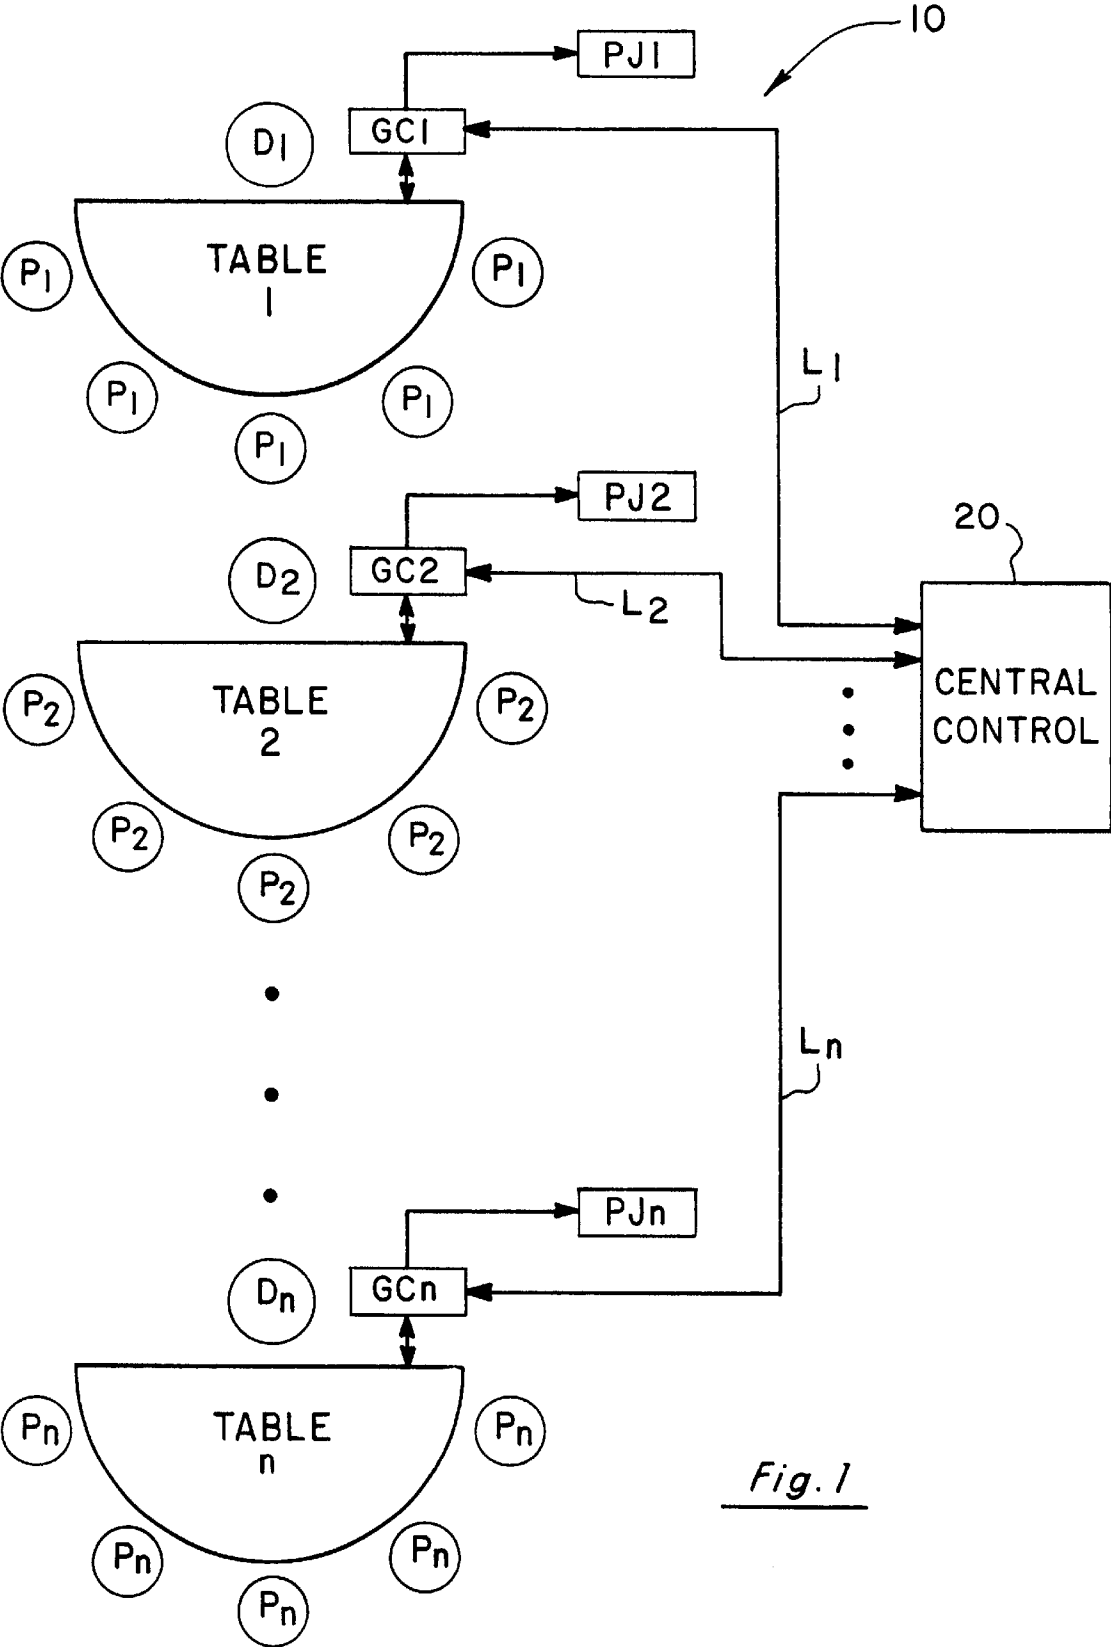 10
PJ1
GC1
D1
TABLE
1
P1
P1
P1
P1
P1
L1
PJ2
20
GC2
D2
L2
TABLE
2
CENTRAL
CONTROL
P2
P2
P2
P2
P2
Ln
PJn
GCn
Dn
TABLE
n
Pn
Pn
Pn
Pn
Pn
Fig. 1